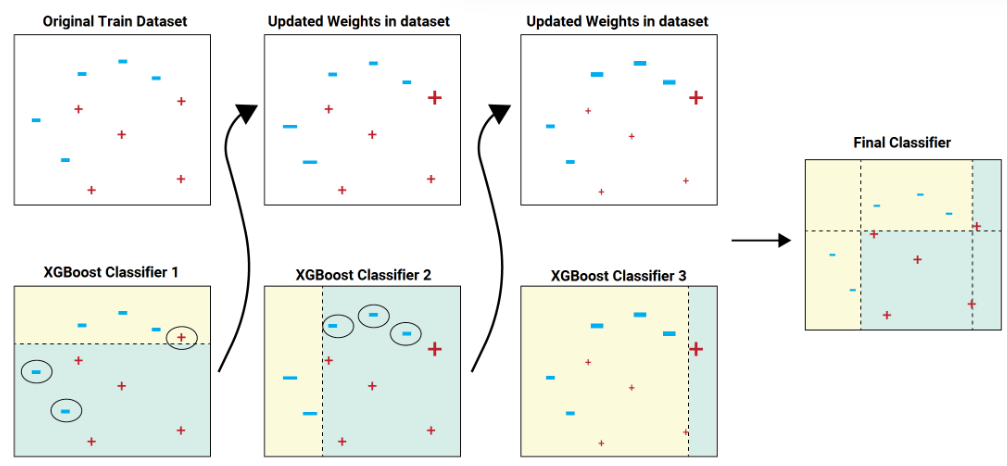 Original Train Dataset
Updated Weights in dataset
Updated Weights in dataset
Final Classifier
XGBoost Classifier 1
XGBoost Classifier 2
XGBoost Classifier 3